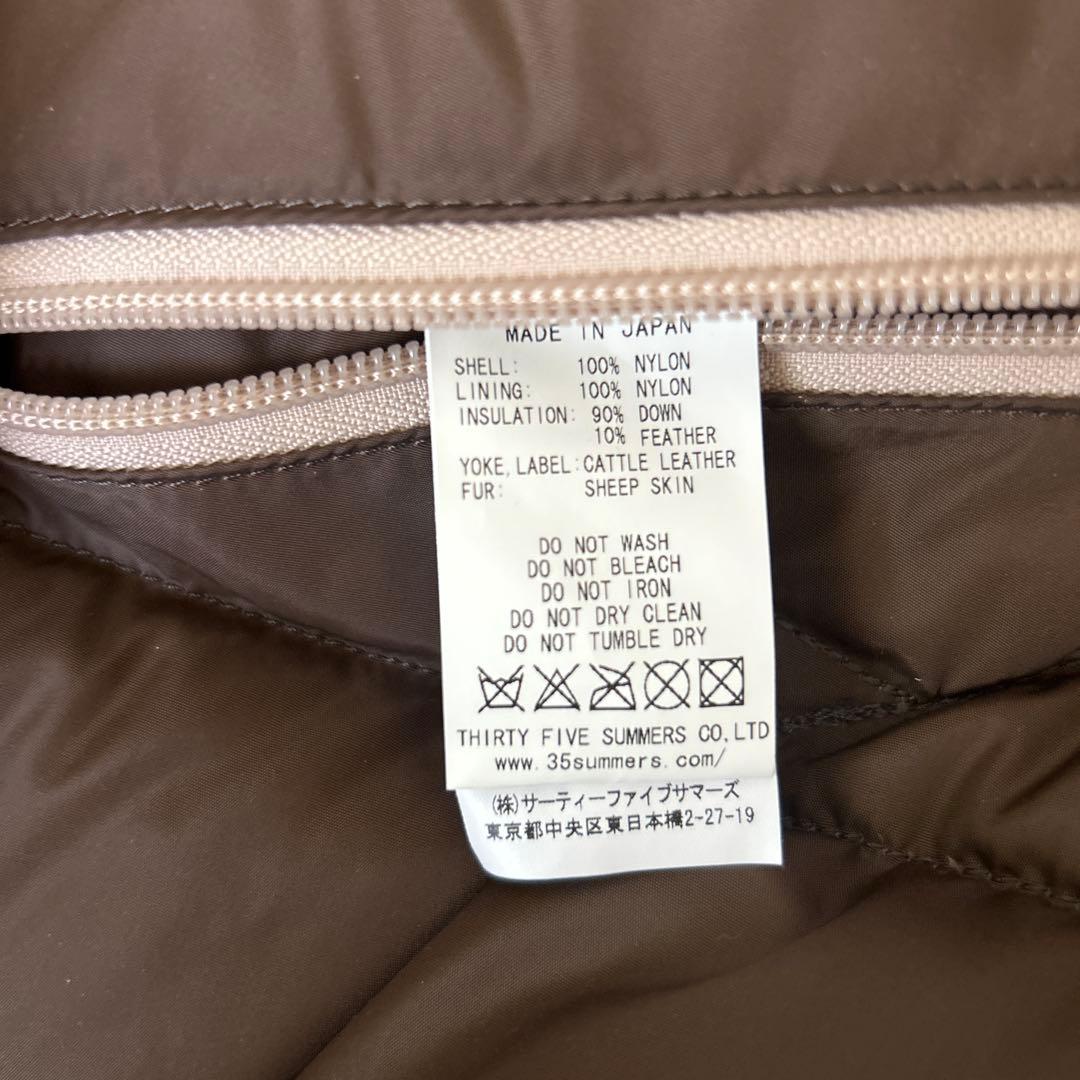 MADE IN JAPAN
SHELL: 100% NYLON
LINING: 100% NYLON
INSULATION: 90% DOWN
10% FEATHER
YOKE, LABEL: CATTLE LEATHER
FUR: SHEEP SKIN
DO NOT WASH
DO NOT BLEACH
DO NOT IRON
DO NOT DRY CLEAN
DO NOT TUMBLE DRY
THIRTY FIVE SUMMERS CO, LTD
www.35summers.com/
(株)サーティーファイブサマーズ
東京都中央区東日本橋2-27-19